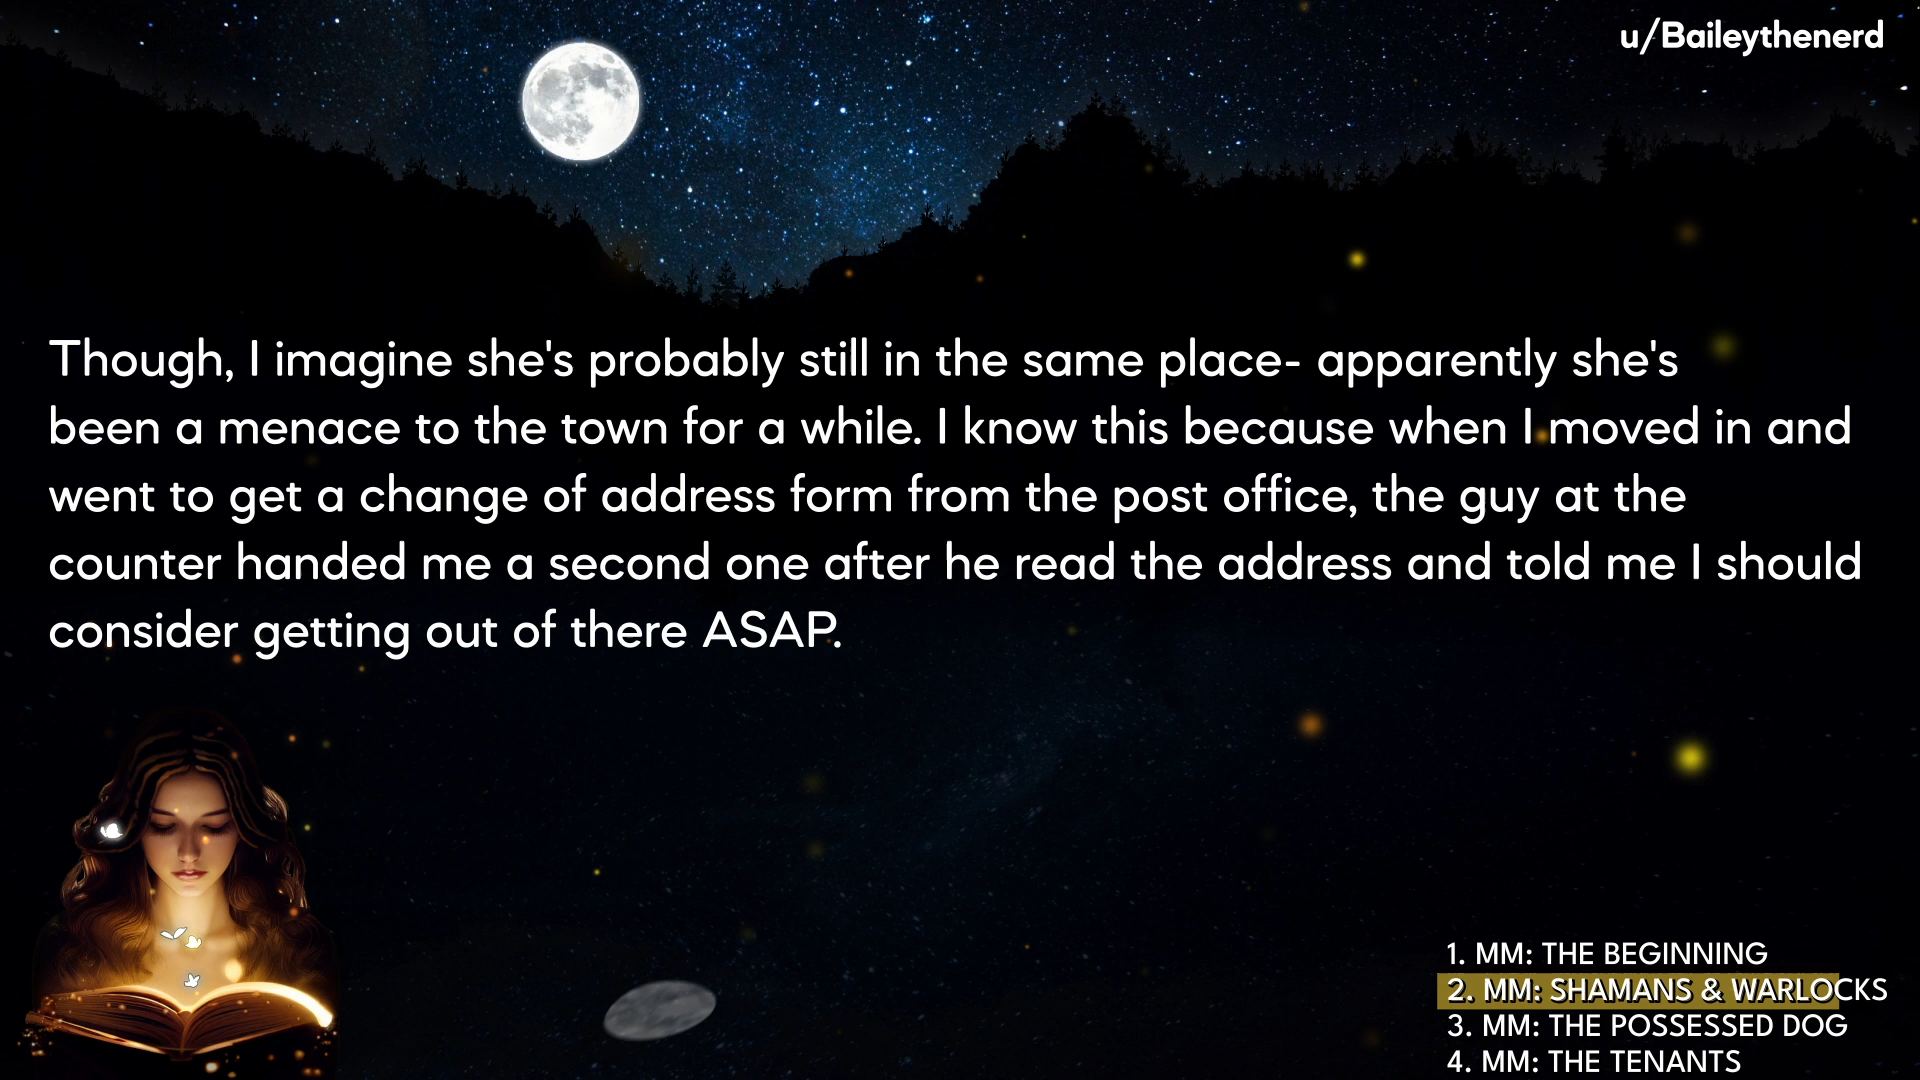 u/Baileythenerd
Though, I imagine she's probably still in the same place- apparently she's
been a menace to the town for a while. I know this because when I moved in and
went to get a change of address form from the post office, the guy at the
counter handed me a second one after he read the address and told me I should
consider getting out of there ASAP.
1. MM: THE BEGINNING
2. MM: SHAMANS & WARLOCKS
3. MM: THE POSSESSED DOG
4. MM: THE TENANTS